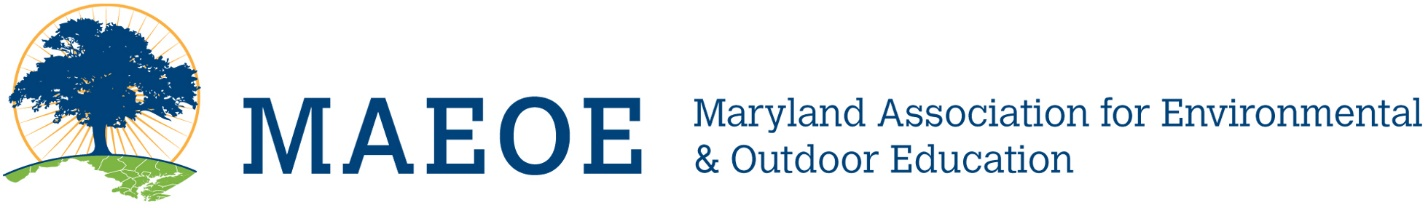 MAEOE
Maryland Association for Environmental
& Outdoor Education